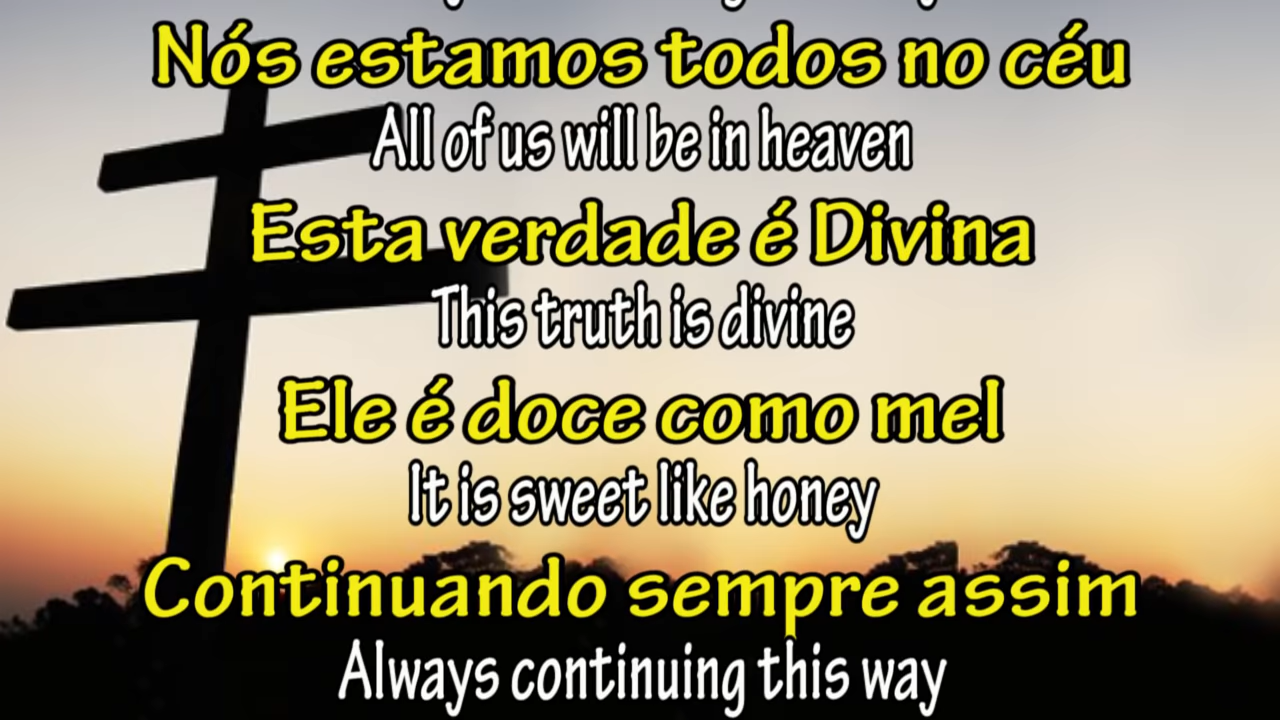 Nós estamos todos no céu
All of us will be in heaven
Esta verdade é Divina
This truth is divine
Ele é doce como mel
It is sweet like honey
Continuando sempre assim
Always continuing this way